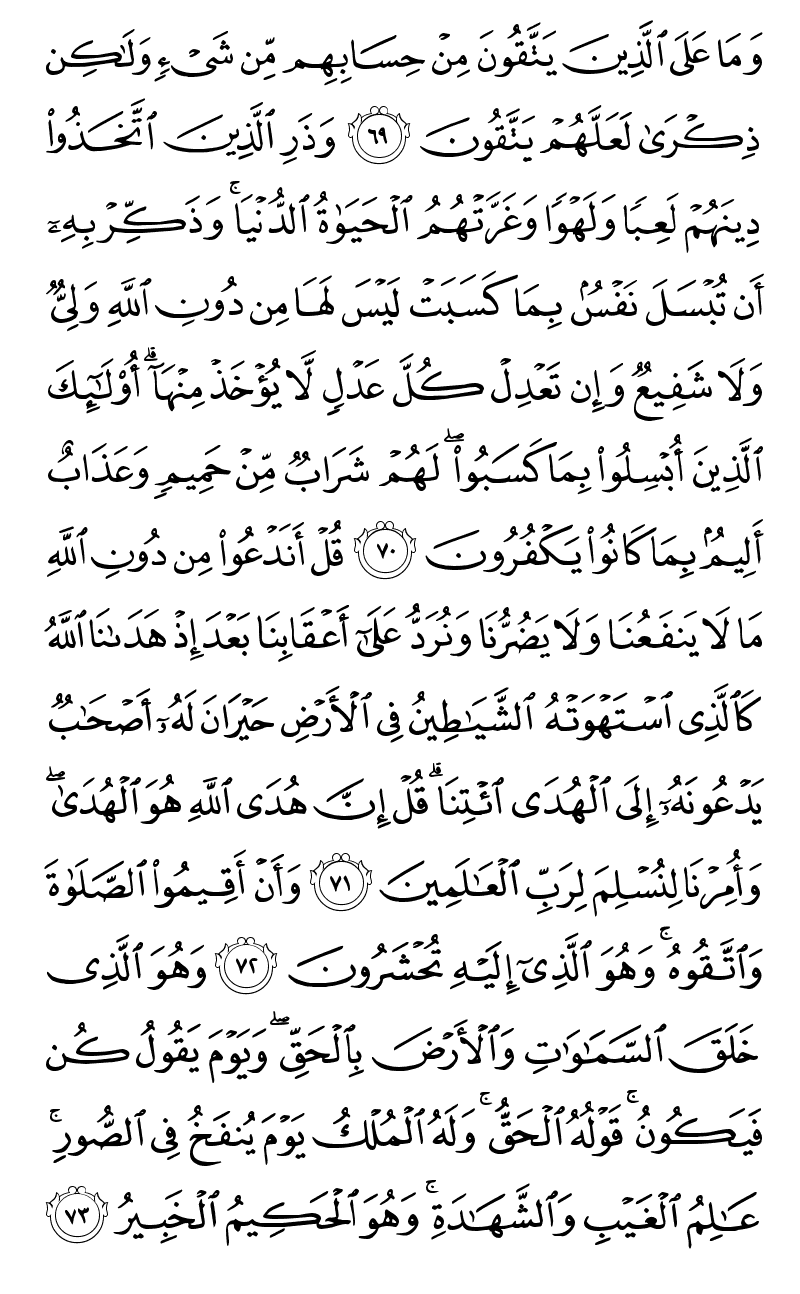 وَمَا عَلَى ٱلَّذِينَ يَتَّقُونَ مِنۡ حِسَابِهِم مِّن شَيۡءٖ وَلَٰكِن
ذِكۡرَىٰ لَعَلَّهُمۡ يَتَّقُونَ ٦٩ وَذَرِ ٱلَّذِينَ ٱتَّخَذُواْ
دِينَهُمۡ لَعِبٗا وَلَهۡوٗا وَغَرَّتۡهُمُ ٱلۡحَيَوٰةُ ٱلدُّنۡيَاۚ وَذَكِّرۡ بِهِۦٓ
أَن تُبۡسَلَ نَفۡسُۢ بِمَا كَسَبَتۡ لَيۡسَ لَهَا مِن دُونِ ٱللَّهِ وَلِيّٞ
وَلَا شَفِيعٞ وَإِن تَعۡدِلۡ كُلَّ عَدۡلٖ لَّا يُؤۡخَذۡ مِنۡهَآۗ أُوْلَٰٓئِكَ
ٱلَّذِينَ أُبۡسِلُواْ بِمَا كَسَبُواْۖ لَهُمۡ شَرَابٞ مِّنۡ حَمِيمٖ وَعَذَابٌ
أَلِيمُۢ بِمَا كَانُواْ يَكۡفُرُونَ ٧٠ قُلۡ أَنَدۡعُواْ مِن دُونِ ٱللَّهِ
مَا لَا يَنفَعُنَا وَلَا يَضُرُّنَا وَنُرَدُّ عَلَىٰٓ أَعۡقَابِنَا بَعۡدَ إِذۡ هَدَىٰنَا ٱللَّهُ
كَٱلَّذِي ٱسۡتَهۡوَتۡهُ ٱلشَّيَٰطِينُ فِي ٱلۡأَرۡضِ حَيۡرَانَ لَهُۥٓ أَصۡحَٰبٞ
يَدۡعُونَهُۥٓ إِلَى ٱلۡهُدَى ٱئۡتِنَاۗ قُلۡ إِنَّ هُدَى ٱللَّهِ هُوَ ٱلۡهُدَىٰۖ
وَأُمِرۡنَا لِنُسۡلِمَ لِرَبِّ ٱلۡعَٰلَمِينَ ٧١ وَأَنۡ أَقِيمُواْ ٱلصَّلَوٰةَ
وَٱتَّقُوهُۚ وَهُوَ ٱلَّذِيٓ إِلَيۡهِ تُحۡشَرُونَ ٧٢ وَهُوَ ٱلَّذِي
خَلَقَ ٱلسَّمَٰوَٰتِ وَٱلۡأَرۡضَ بِٱلۡحَقِّۖ وَيَوۡمَ يَقُولُ كُن
فَيَكُونُۚ قَوۡلُهُ ٱلۡحَقُّۚ وَلَهُ ٱلۡمُلۡكُ يَوۡمَ يُنفَخُ فِي ٱلصُّورِۚ
عَٰلِمُ ٱلۡغَيۡبِ وَٱلشَّهَٰدَةِۚ وَهُوَ ٱلۡحَكِيمُ ٱلۡخَبِيرُ ٧٣